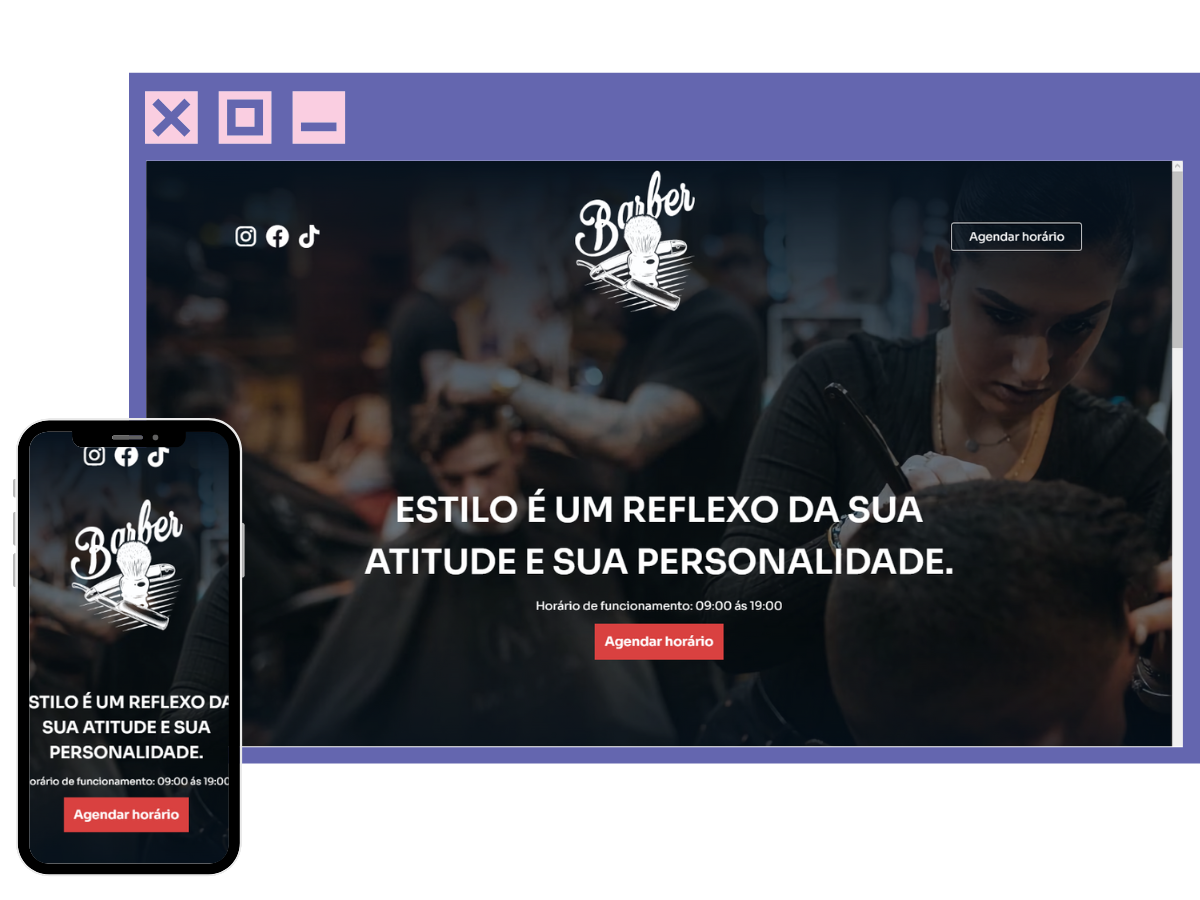 Barber
Agendar horário
ESTILO É UM REFLEXO DA SUA
ATITUDE E SUA PERSONALIDADE.
Horário de funcionamento: 09:00 ás 19:00
Agendar horário
Barber
STILO É UM REFLEXO DA
SUA ATITUDE E SUA
PERSONALIDADE.
orário de funcionamento: 09:00 ás 19:00
Agendar horário